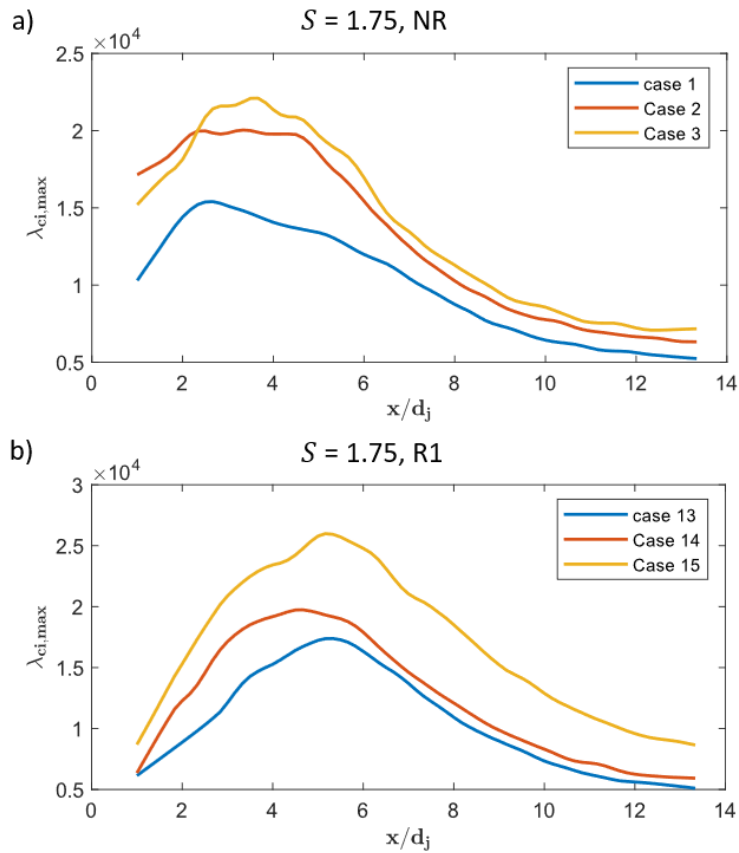 a) S = 1.75, NR
×10⁴
2.5
2
1.5
1
0.5
λci,max
0 2 4 6 8 10 12 14
x/dj
case 1
Case 2
Case 3
b) S = 1.75, R1
×10⁴
3
2.5
2
1.5
1
0.5
λci,max
0 2 4 6 8 10 12 14
x/dj
case 13
Case 14
Case 15